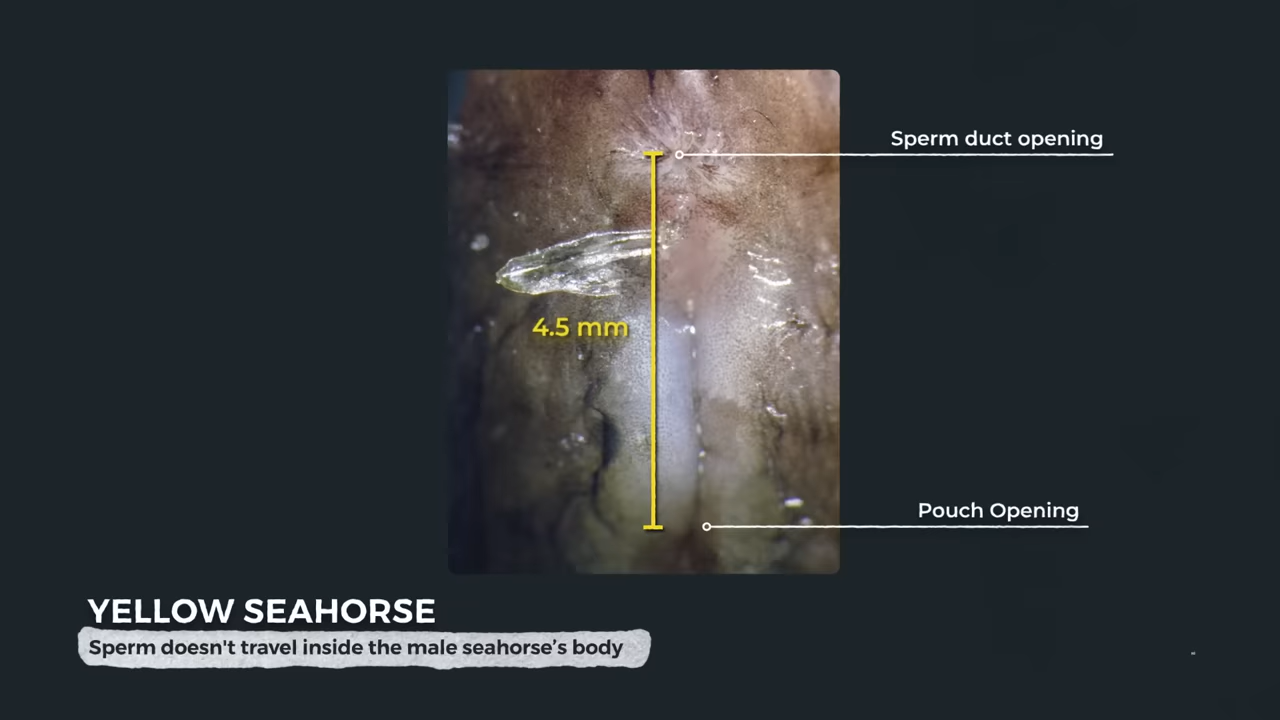 Sperm duct opening
4.5 mm
Pouch Opening
YELLOW SEAHORSE
Sperm doesn't travel inside the male seahorse's body